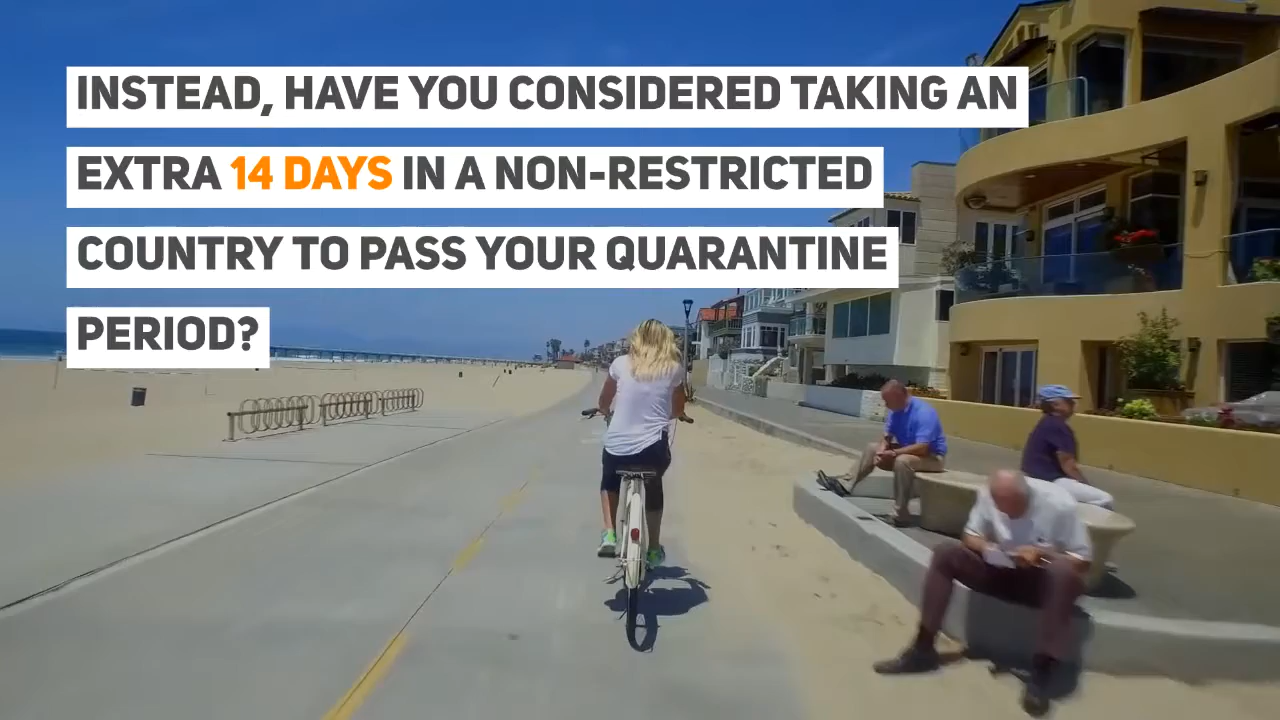 INSTEAD, HAVE YOU CONSIDERED TAKING AN
EXTRA 14 DAYS IN A NON-RESTRICTED
COUNTRY TO PASS YOUR QUARANTINE
PERIOD?